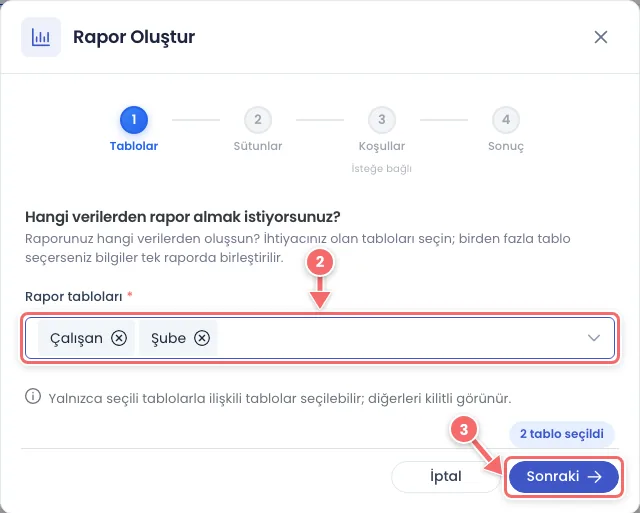 Rapor Oluştur
1
2
3
4
Tablolar
Sütunlar
Koşullar
Sonuç
İsteğe bağlı
Hangi verilerden rapor almak istiyorsunuz?
Raporunuz hangi verilerden oluşsun? İhtiyacınız olan tabloları seçin; birden fazla tablo
seçerseniz bilgiler tek raporda birleştirilir.
2
Rapor tabloları *
Çalışan
Şube
Yalnızca seçili tablolarla ilişkili tablolar seçilebilir; diğerleri kilitli görünür.
3
2 tablo seçildi
İptal
Sonraki